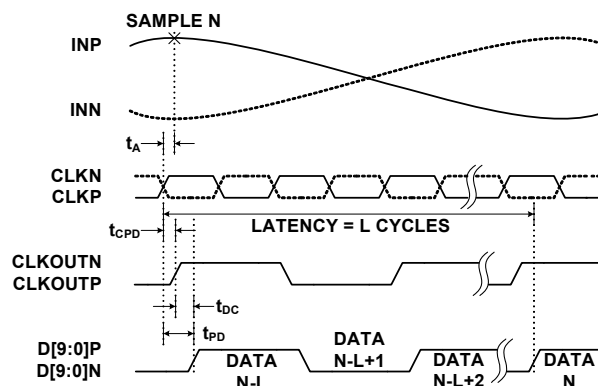 SAMPLE N
INP
INN
tA
CLKN
CLKP
LATENCY = L CYCLES
tCPD
CLKOUTN
CLKOUTP
tDC
tPD
D[9:0]P
D[9:0]N
DATA
N-L
DATA
N-L+1
DATA
N-L+2
DATA
N